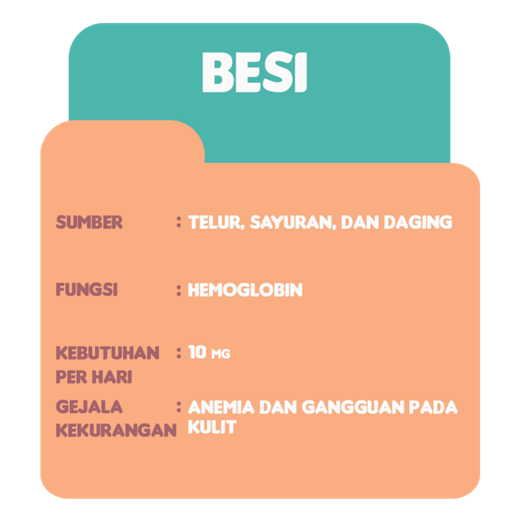 BESI
SUMBER : TELUR, SAYURAN, DAN DAGING
FUNGSI : HEMOGLOBIN
KEBUTUHAN : 10 MG
PER HARI
GEJALA : ANEMIA DAN GANGGUAN PADA
KEKURANGAN KULIT